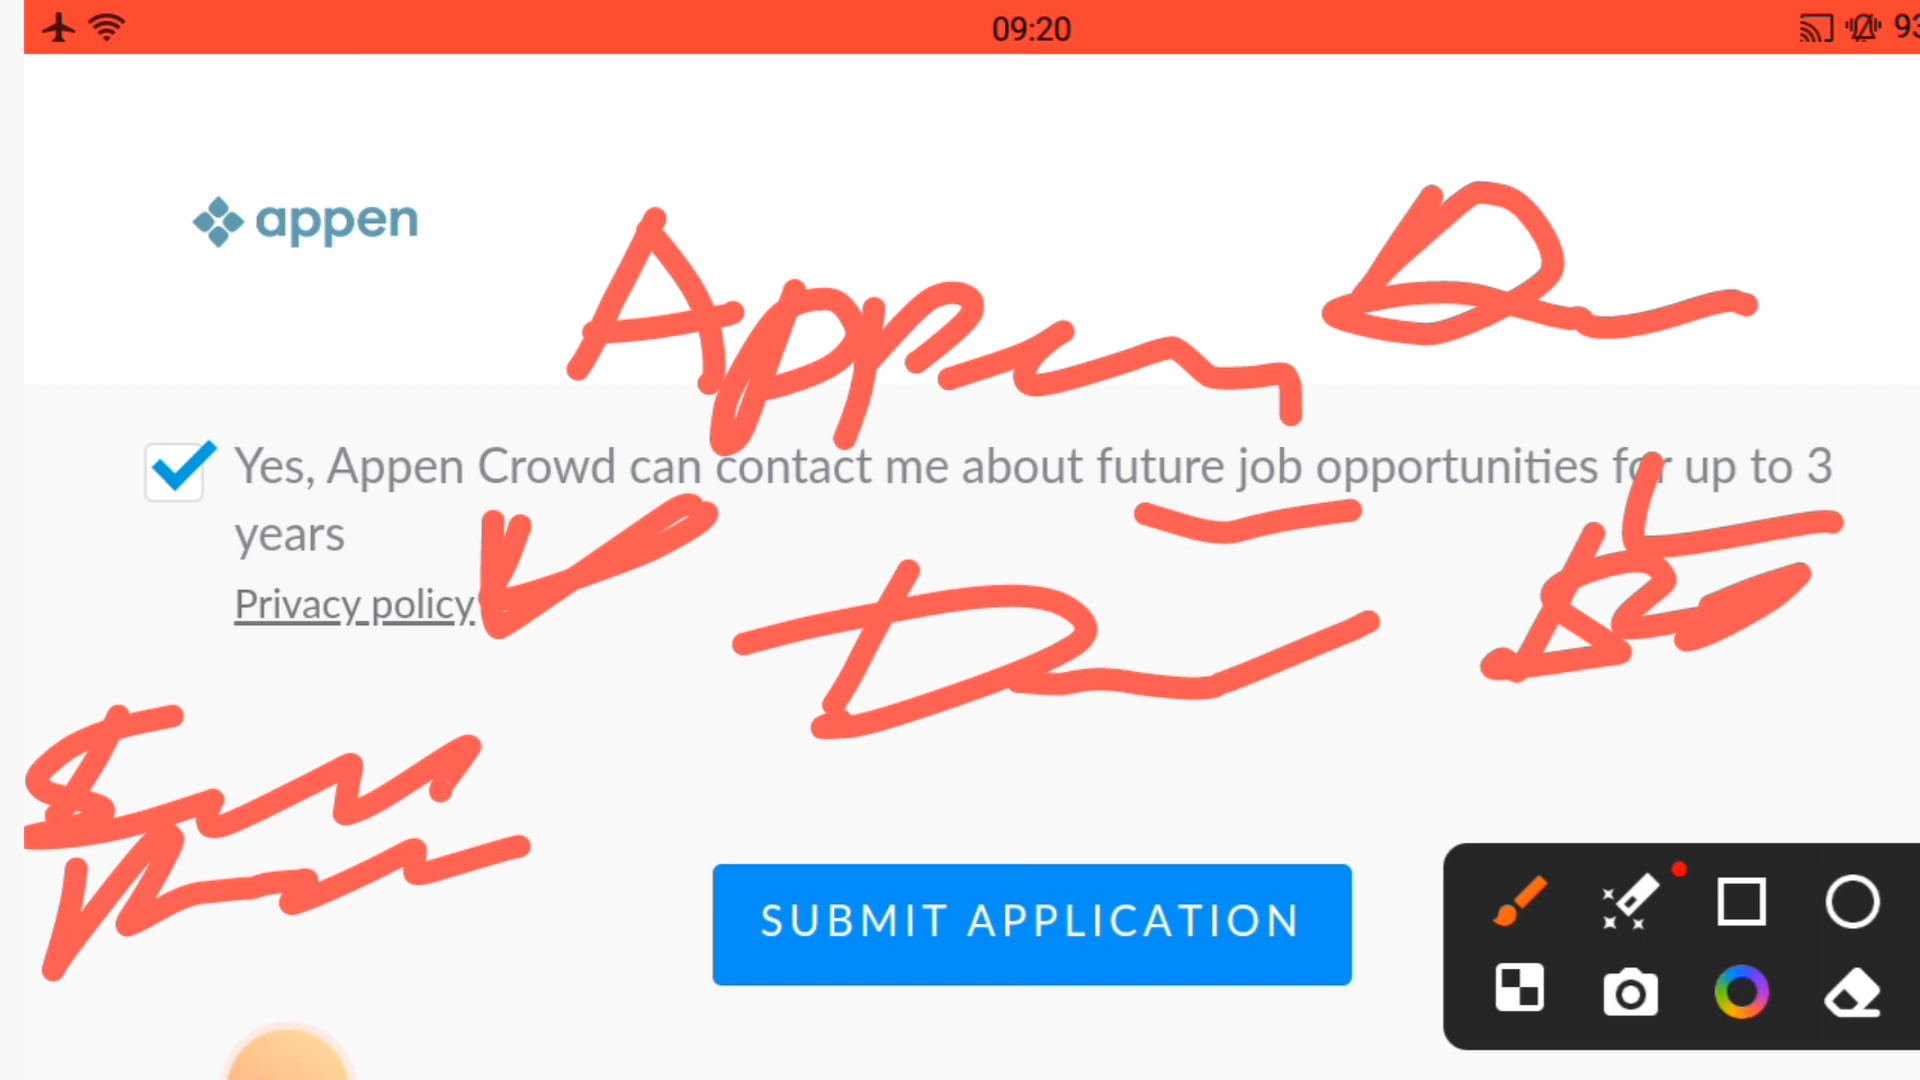 09:20
93
appen
Appen
Yes, Appen Crowd can contact me about future job opportunities for up to 3
years
Privacy policy
SUBMIT APPLICATION